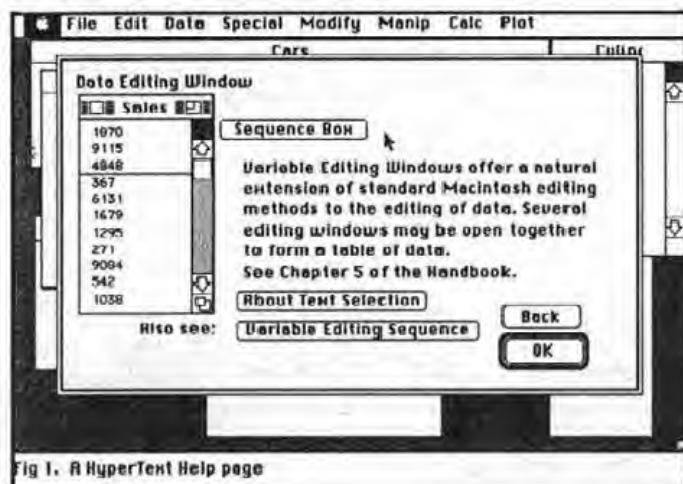 File Edit Data Special Modify Manip Calc Plot
Cars
Data Editing Window
Sales
1870
9115
4848
367
6131
1679
1295
271
9084
542
1038
Sequence Box
Variable Editing Windows offer a natural
extension of standard Macintosh editing
methods to the editing of data. Several
editing windows may be open together
to form a table of data.
See Chapter 5 of the Handbook.
About Text Selection
Also see:
Variable Editing Sequence
Back
OK
Fig 1. A HyperText Help page